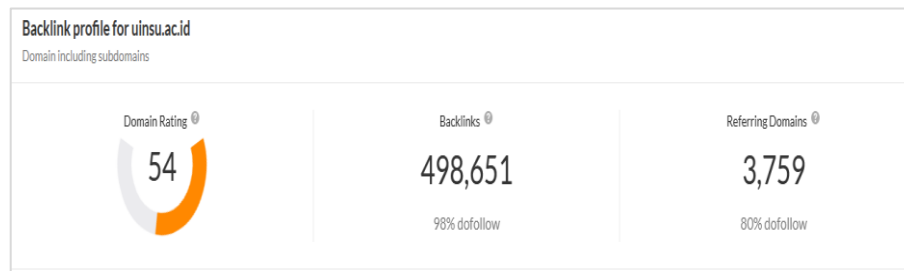 Backlink profile for uinsu.ac.id
Domain including subdomains
Domain Rating ?
54
Backlinks ?
498,651
98% dofollow
Referring Domains ?
3,759
80% dofollow